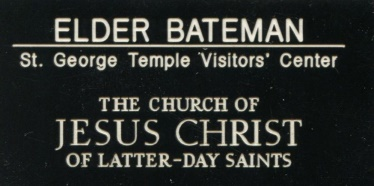 ELDER BATEMAN
St. George Temple Visitors' Center
THE CHURCH OF
JESUS CHRIST
OF LATTER-DAY SAINTS